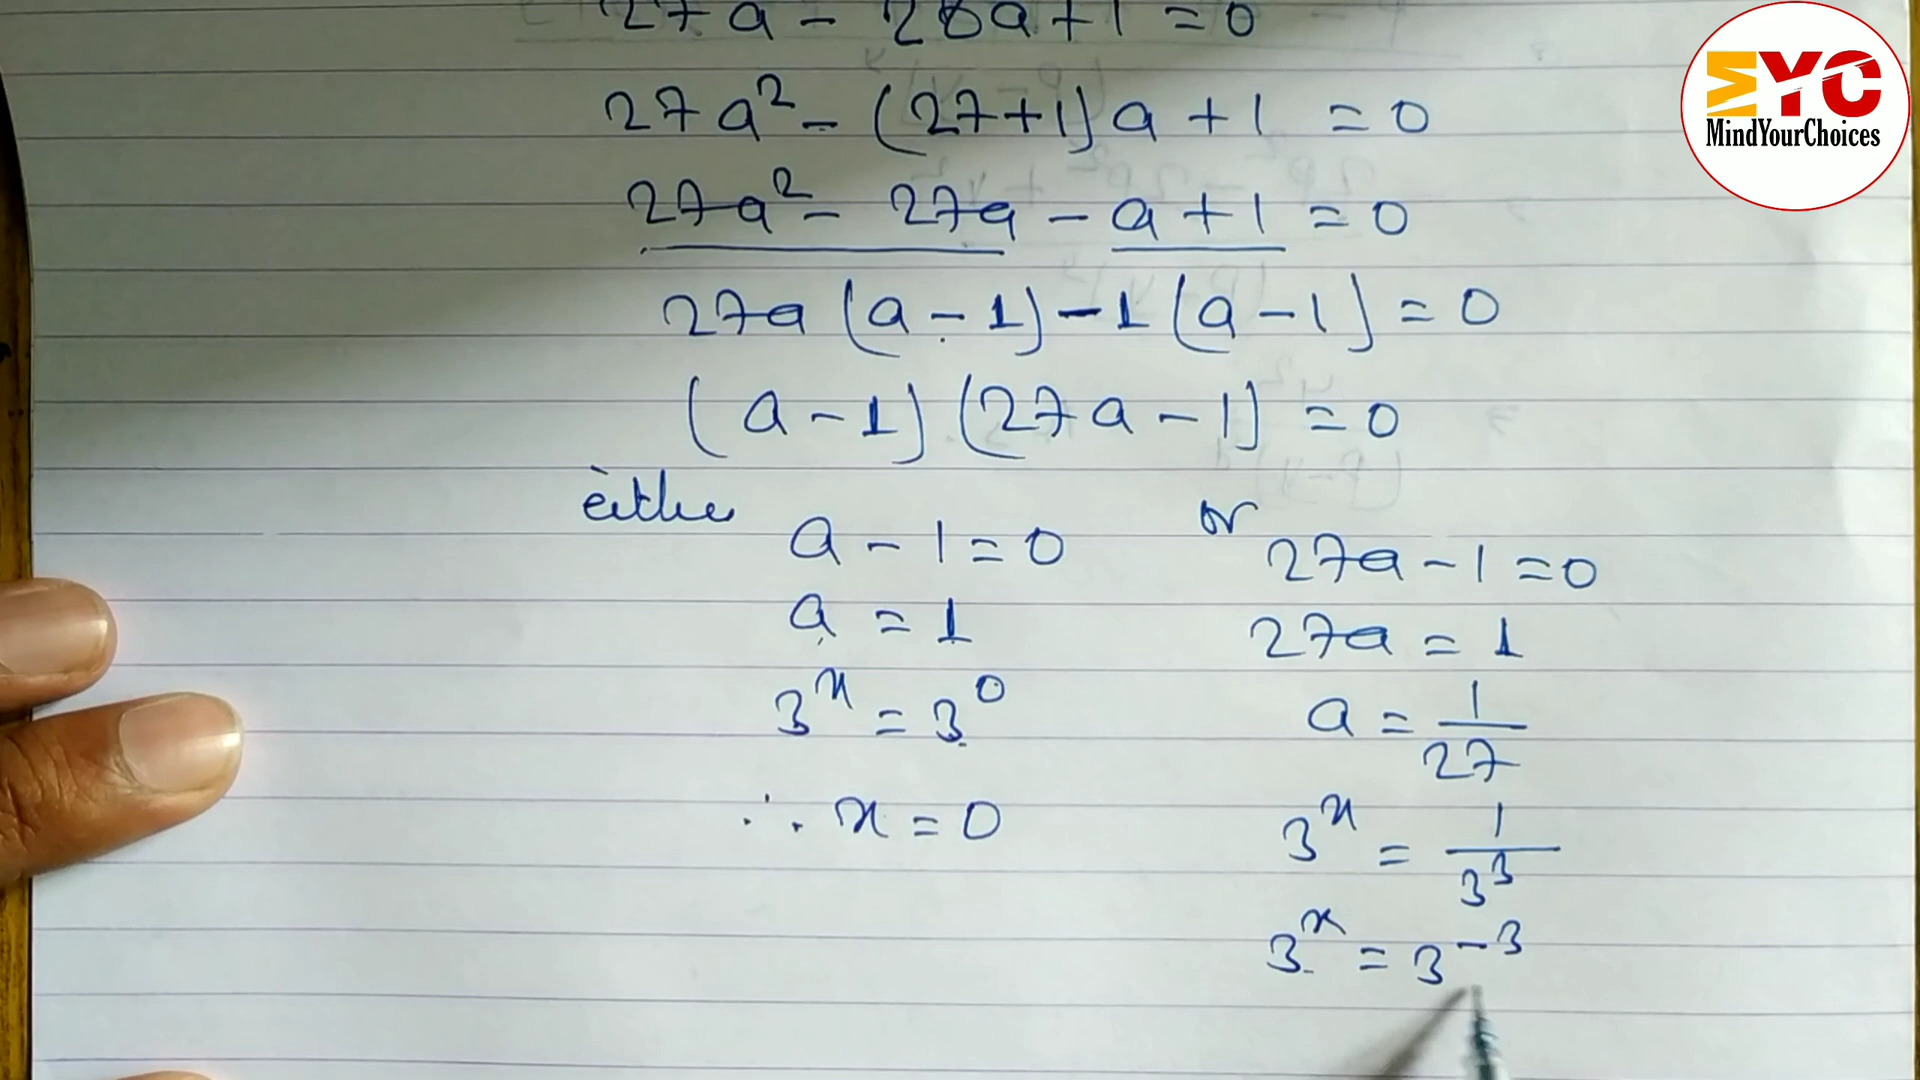 27a - 28a + 1 = 0
27a² - (27+1)a + 1 = 0
27a² - 27a - a + 1 = 0
27a (a - 1) - 1 (a - 1) = 0
(a - 1) (27a - 1) = 0
either
a - 1 = 0
a = 1
3ˣ = 3⁰
∴ x = 0
or
27a - 1 = 0
27a = 1
a = 1/27
3ˣ = 1/3³
3ˣ = 3⁻³
MYC
MindYourChoices